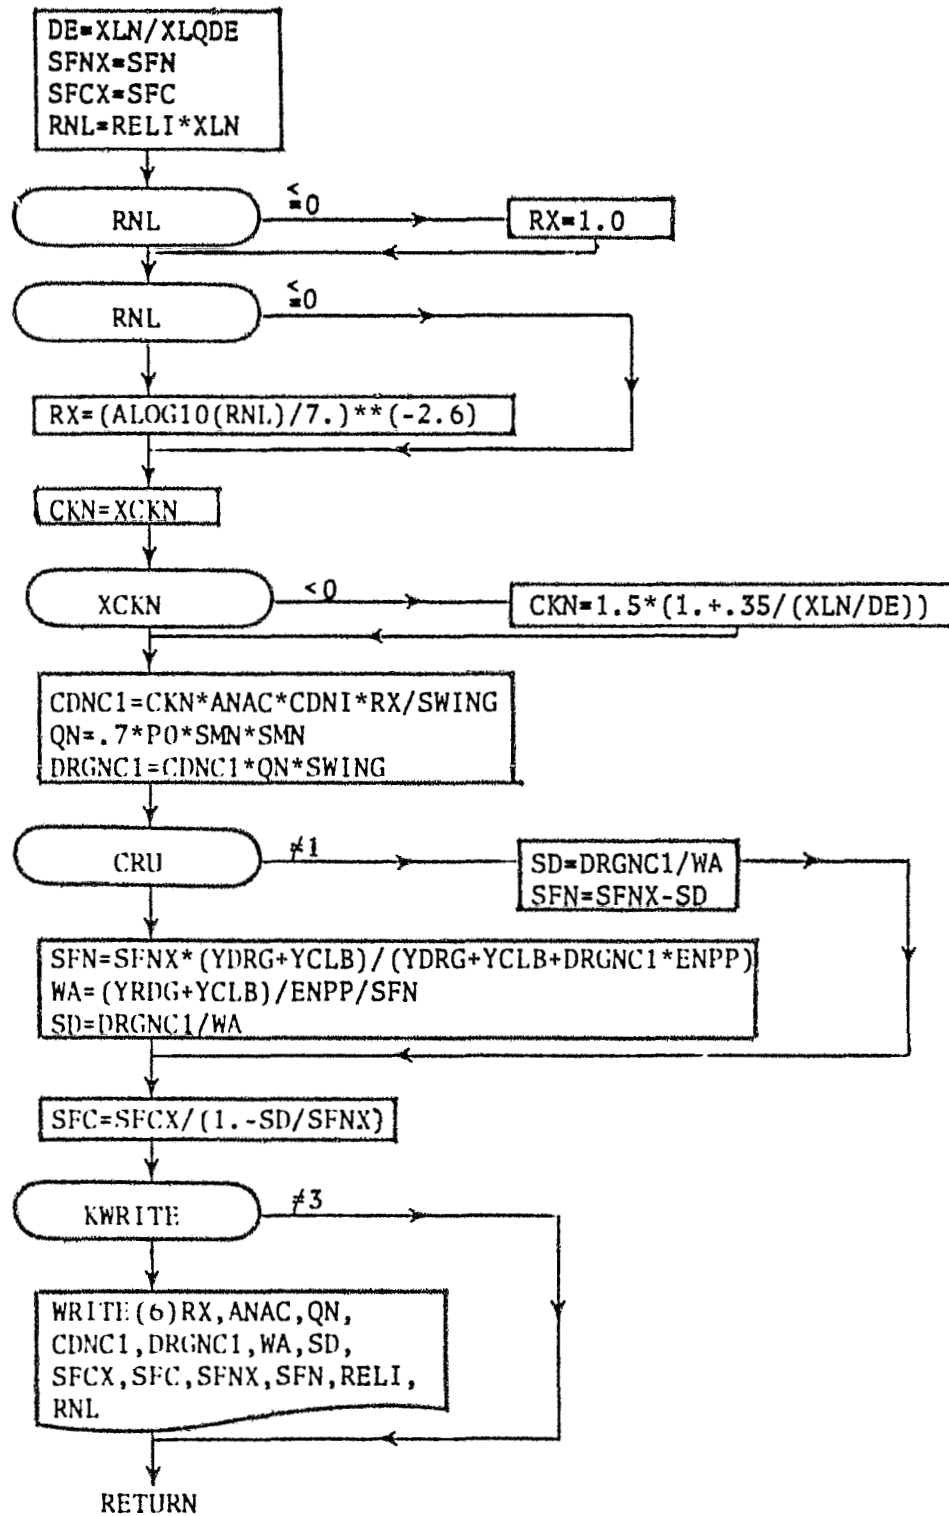 DE=XLN/XLQDE
SFNX=SFN
SFCX=SFC
RNL=RELI*XLN
RNL
≤0
RX=1.0
RNL
≤0
RX=(ALOG10(RNL)/7.)**(-2.6)
CKN=XCKN
XCKN
<0
CKN=1.5*(1.+.35/(XLN/DE))
CDNC1=CKN*ANAC*CDNI*RX/SWING
QN=.7*PO*SMN*SMN
DRGNC1=CDNC1*QN*SWING
CRU
≠1
SD=DRGNC1/WA
SFN=SFNX-SD
SFN=SFNX*(YDRG+YCLB)/(YDRG+YCLB+DRGNC1*ENPP)
WA=(YRDG+YCLB)/ENPP/SFN
SD=DRGNC1/WA
SFC=SFCX/(1.-SD/SFNX)
KWRITE
≠3
WRITE(6)RX,ANAC,QN,
CDNC1,DRGNC1,WA,SD,
SFCX,SFC,SFNX,SFN,RELI,
RNL
RETURN